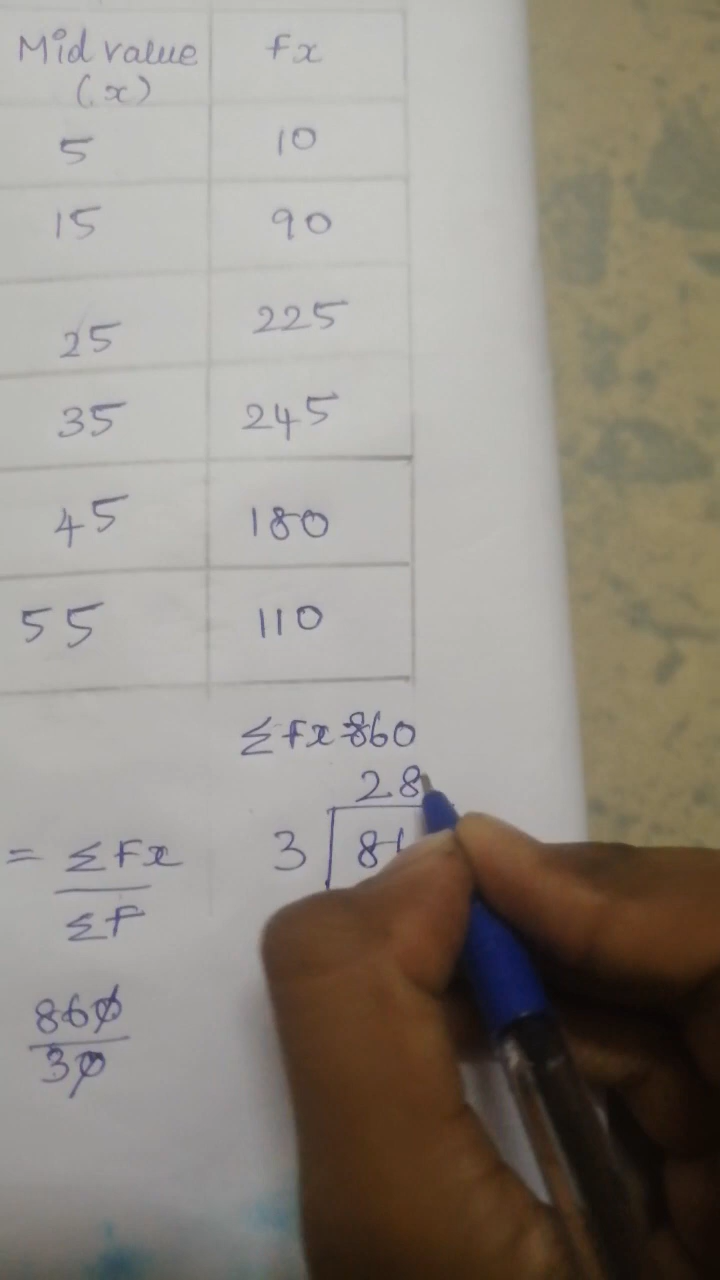 Mid value Fx
(x)
5 10
15 90
25 225
35 245
45 180
55 110
Σfx=860
28
= ΣFx 3 8
ΣF
860
30